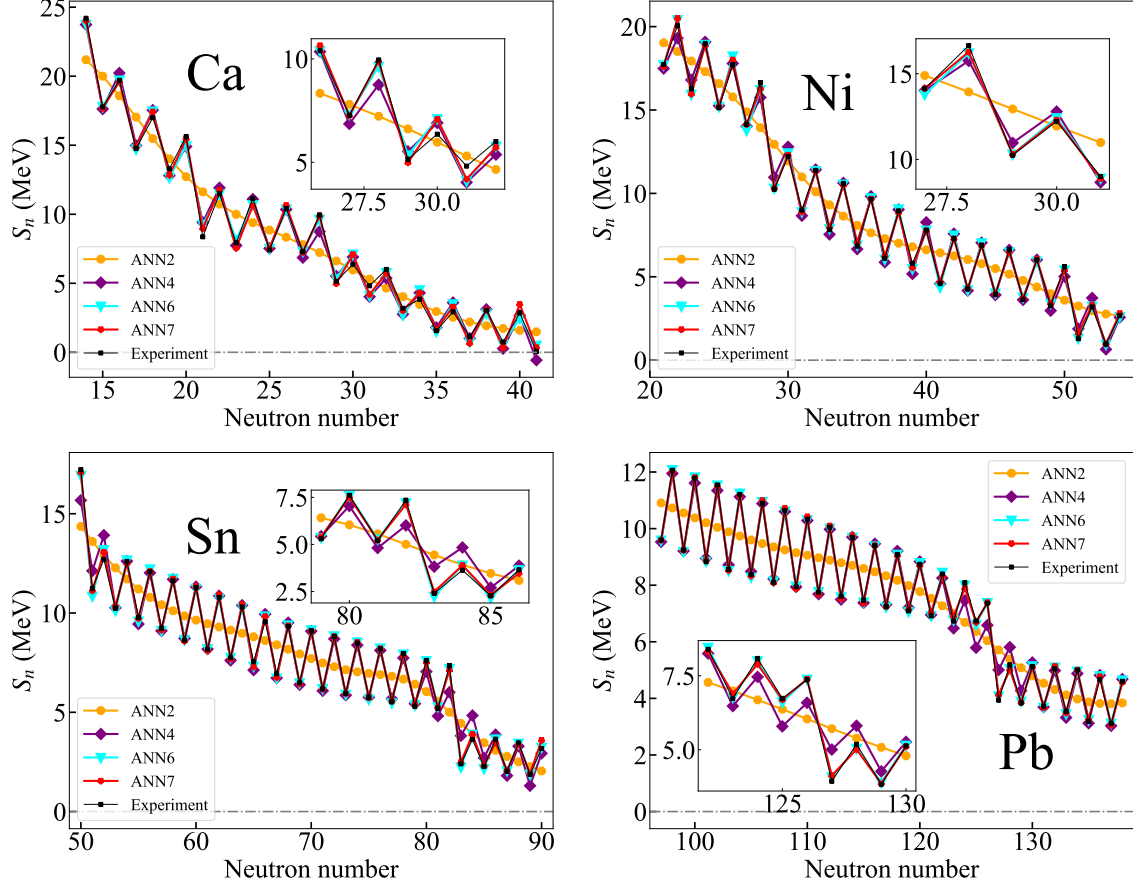 25
20
15
10
5
0
S_n (MeV)
Ca
10
5
27.5 30.0
ANN2
ANN4
ANN6
ANN7
Experiment
15 20 25 30 35 40
Neutron number
20
15
10
5
0
S_n (MeV)
Ni
15
10
27.5 30.0
ANN2
ANN4
ANN6
ANN7
Experiment
20 30 40 50
Neutron number
15
10
5
0
S_n (MeV)
Sn
7.5
5.0
2.5
80 85
ANN2
ANN4
ANN6
ANN7
Experiment
50 60 70 80 90
Neutron number
12
10
8
6
4
2
0
S_n (MeV)
ANN2
ANN4
ANN6
ANN7
Experiment
7.5
5.0
125 130
Pb
100 110 120 130
Neutron number